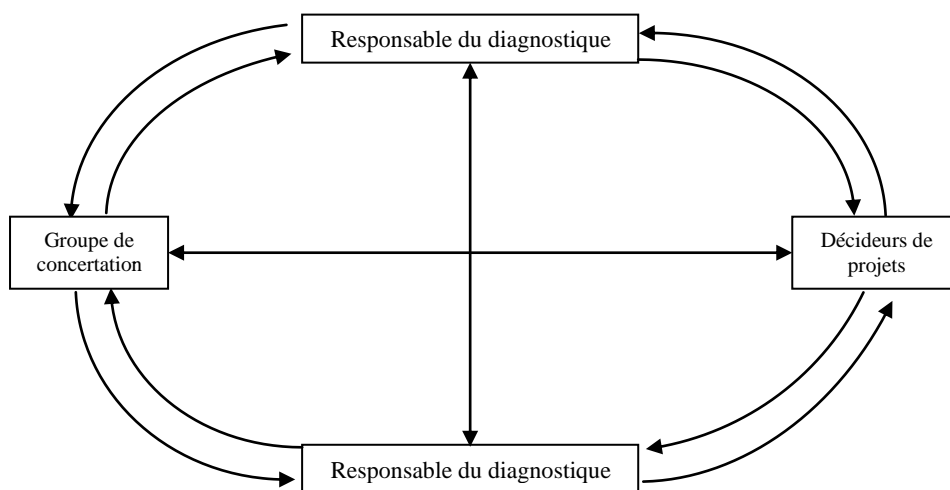 Responsable du diagnostique
Groupe de
concertation
Décideurs de
projets
Responsable du diagnostique